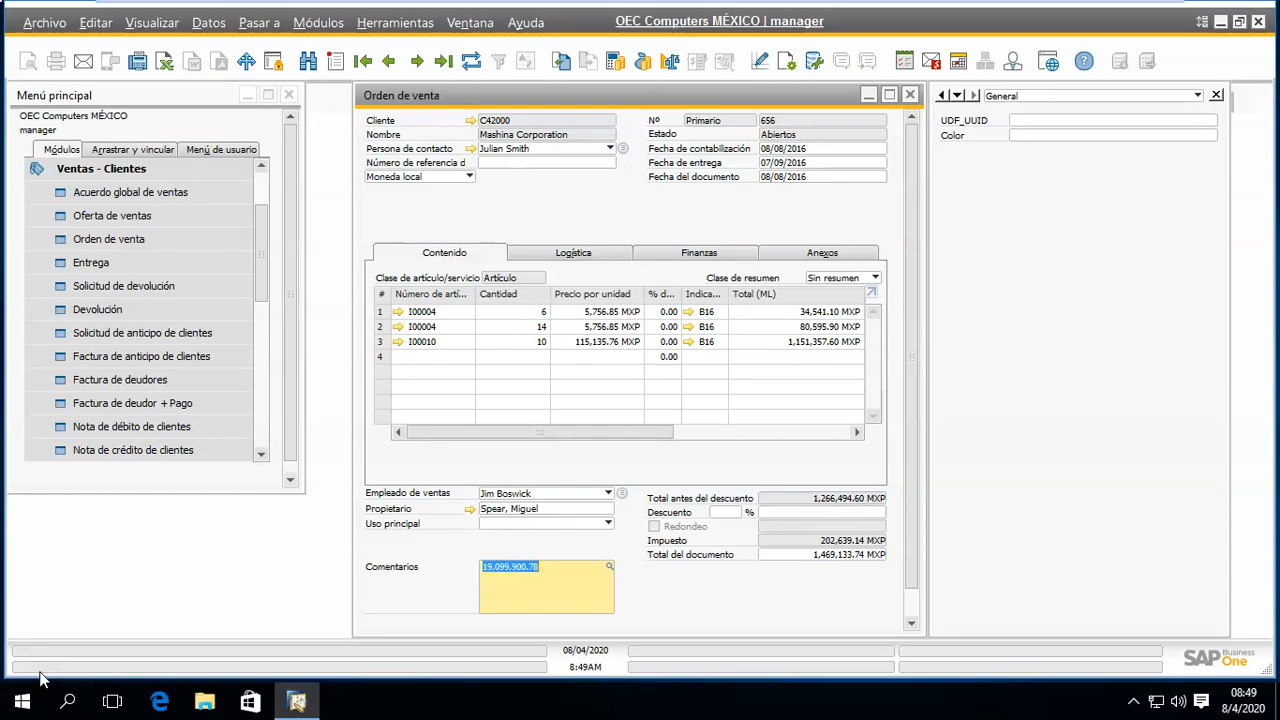 Archivo Editar Visualizar Datos Pasar a Módulos Herramientas Ventana Ayuda OEC Computers MÉXICO | manager
Menú principal
OEC Computers MÉXICO
manager
Módulos Arrastrar y vincular Menú de usuario
Ventas - Clientes
Acuerdo global de ventas
Oferta de ventas
Orden de venta
Entrega
Solicitud de devolución
Devolución
Solicitud de anticipo de clientes
Factura de anticipo de clientes
Factura de deudores
Factura de deudor + Pago
Nota de débito de clientes
Nota de crédito de clientes
Orden de venta
Cliente C42000 Nº Primario 656
Nombre Mashina Corporation Estado Abiertos
Persona de contacto Julian Smith Fecha de contabilización 08/08/2016
Número de referencia d Fecha de entrega 07/09/2016
Moneda local Fecha del documento 08/08/2016
Contenido Logística Finanzas Anexos
Clase de artículo/servicio Artículo Clase de resumen Sin resumen
# Número de artí... Cantidad Precio por unidad % d... Indica... Total (ML)
1 I00004 6 5,756.85 MXP 0.00 B16 34,541.10 MXP
2 I00004 14 5,756.85 MXP 0.00 B16 80,595.90 MXP
3 I00010 10 115,135.76 MXP 0.00 B16 1,151,357.60 MXP
4 0.00
Empleado de ventas Jim Boswick Total antes del descuento 1,266,494.60 MXP
Propietario Spear, Miguel Descuento %
Uso principal Redondeo
Impuesto 202,639.14 MXP
Total del documento 1,469,133.74 MXP
Comentarios 19,099,900.78
General
UDF_UUID
Color
08/04/2020
8:49AM
SAP Business One
08:49
8/4/2020